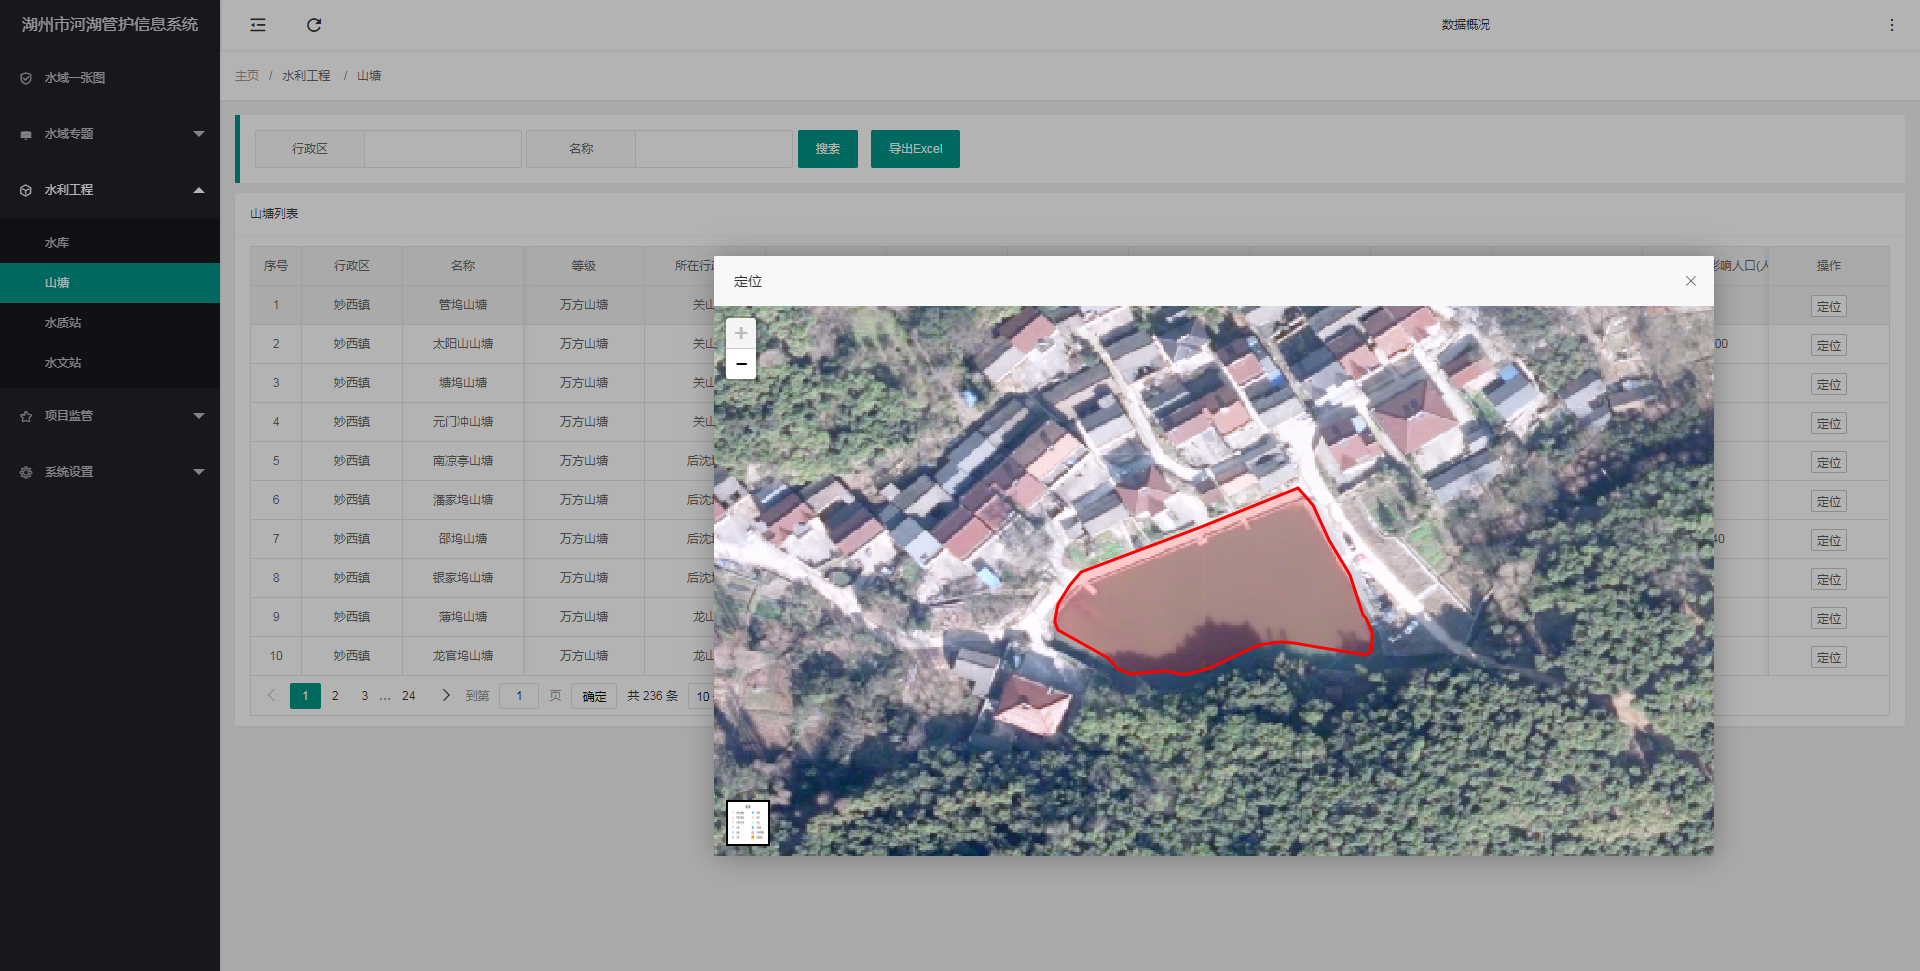 湖州市河湖管护信息系统
数据概况
水域一张图
水域专题
水利工程
水库
山塘
水质站
水文站
项目监管
系统设置
主页 / 水利工程 / 山塘
行政区 名称 搜索 导出Excel
山塘列表
序号 行政区 名称 等级 所在行政 影响人口(人 操作
1 妙西镇 管坞山塘 万方山塘 关山 定位
2 妙西镇 太阳山山塘 万方山塘 关山 00 定位
3 妙西镇 塘坞山塘 万方山塘 关山 定位
4 妙西镇 元门冲山塘 万方山塘 关山 定位
5 妙西镇 南凉亭山塘 万方山塘 后沈 定位
6 妙西镇 潘家坞山塘 万方山塘 后沈 定位
7 妙西镇 邵坞山塘 万方山塘 后沈 40 定位
8 妙西镇 银家坞山塘 万方山塘 后沈 定位
9 妙西镇 薄坞山塘 万方山塘 龙山 定位
10 妙西镇 龙官坞山塘 万方山塘 龙山 定位
1 2 3 … 24 到第 1 页 确定 共 236 条 10
定位
+
−